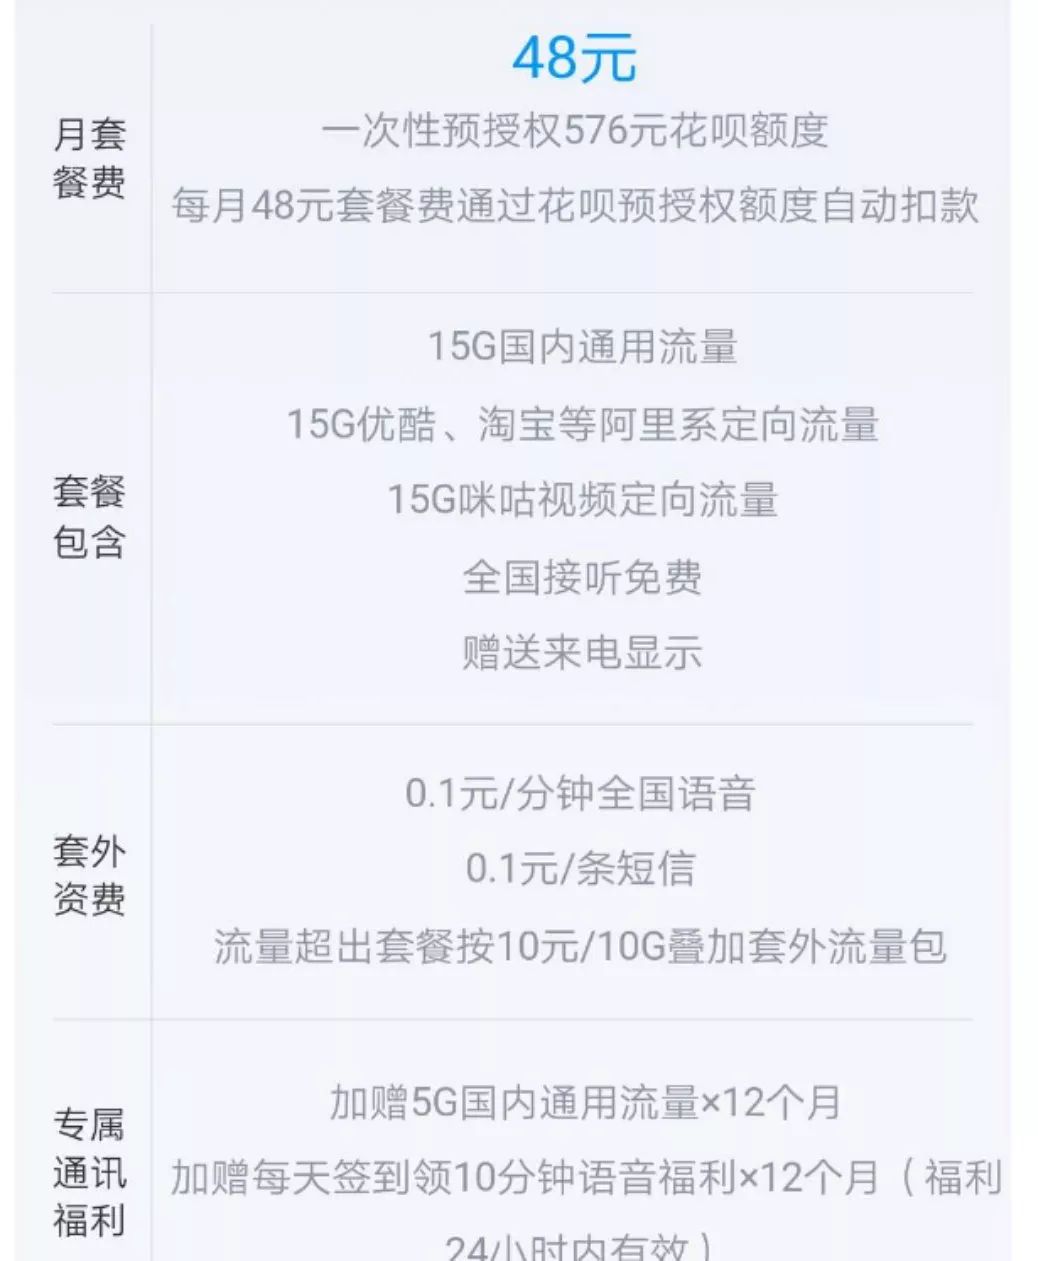 48元
月套
餐费
一次性预授权576元花呗额度
每月48元套餐费通过花呗预授权额度自动扣款
套餐
包含
15G国内通用流量
15G优酷、淘宝等阿里系定向流量
15G咪咕视频定向流量
全国接听免费
赠送来电显示
套外
资费
0.1元/分钟全国语音
0.1元/条短信
流量超出套餐按10元/10G叠加套外流量包
专属
通讯
福利
加赠5G国内通用流量×12个月
加赠每天签到领10分钟语音福利×12个月（福利
24小时内有效）